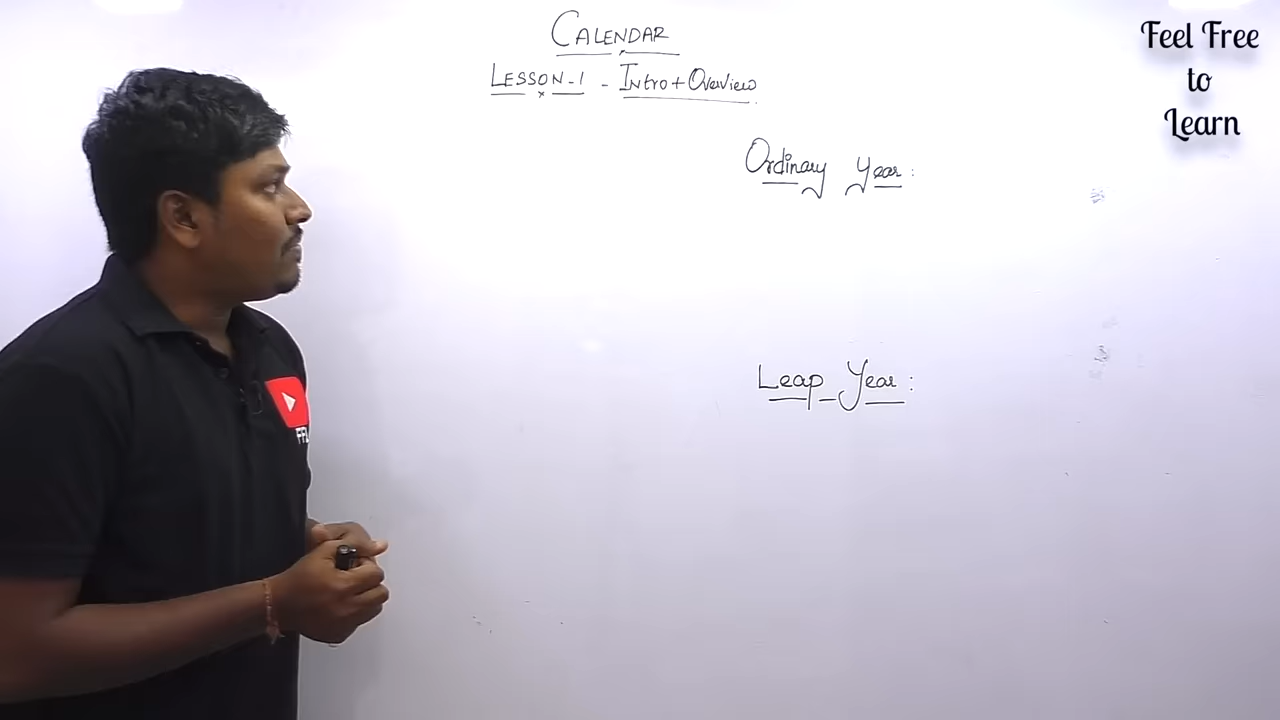 CALENDAR
LESSON-1 - Intro+Overview
Ordinary Year:
Leap Year:
Feel Free
to
Learn